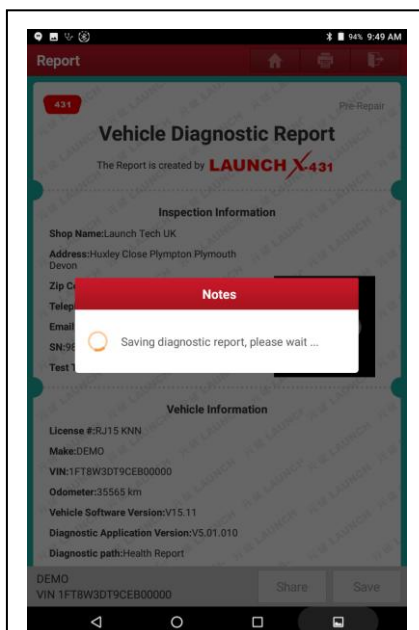 94% 9:49 AM
Report
431
Pre-Repair
Vehicle Diagnostic Report
The Report is created by LAUNCH X-431
Inspection Information
Shop Name:Launch Tech UK
Address:Huxley Close Plympton Plymouth
Devon
Zip
Notes
Email
Saving diagnostic report, please wait ...
Vehicle Information
License #:RJ15 KNN
Make:DEMO
VIN:1FT8W3DT9CEB00000
Odometer:35565 km
Vehicle Software Version:V15.11
Diagnostic Application Version:V5.01.010
Diagnostic path:Health Report
DEMO
VIN 1FT8W3DT9CEB00000
Share
Save